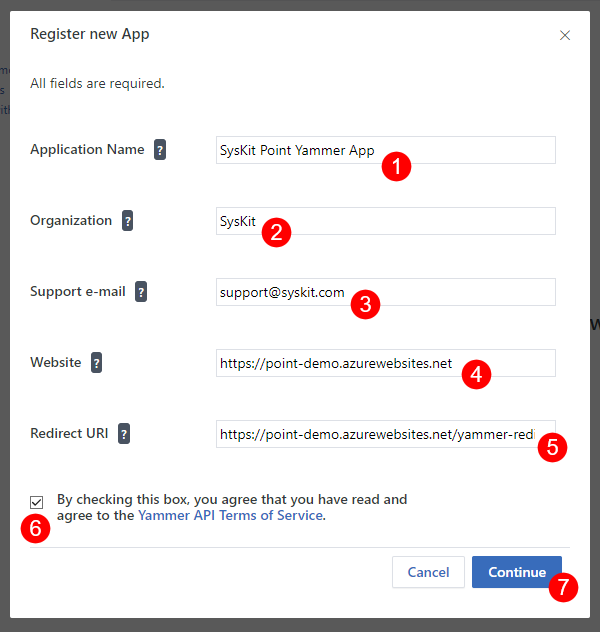 Register new App
All fields are required.
Application Name ? SysKit Point Yammer App 1
Organization ? SysKit 2
Support e-mail ? support@syskit.com 3
Website ? https://point-demo.azurewebsites.net 4
Redirect URI ? https://point-demo.azurewebsites.net/yammer-redi 5
By checking this box, you agree that you have read and
agree to the Yammer API Terms of Service.
6
Cancel Continue 7